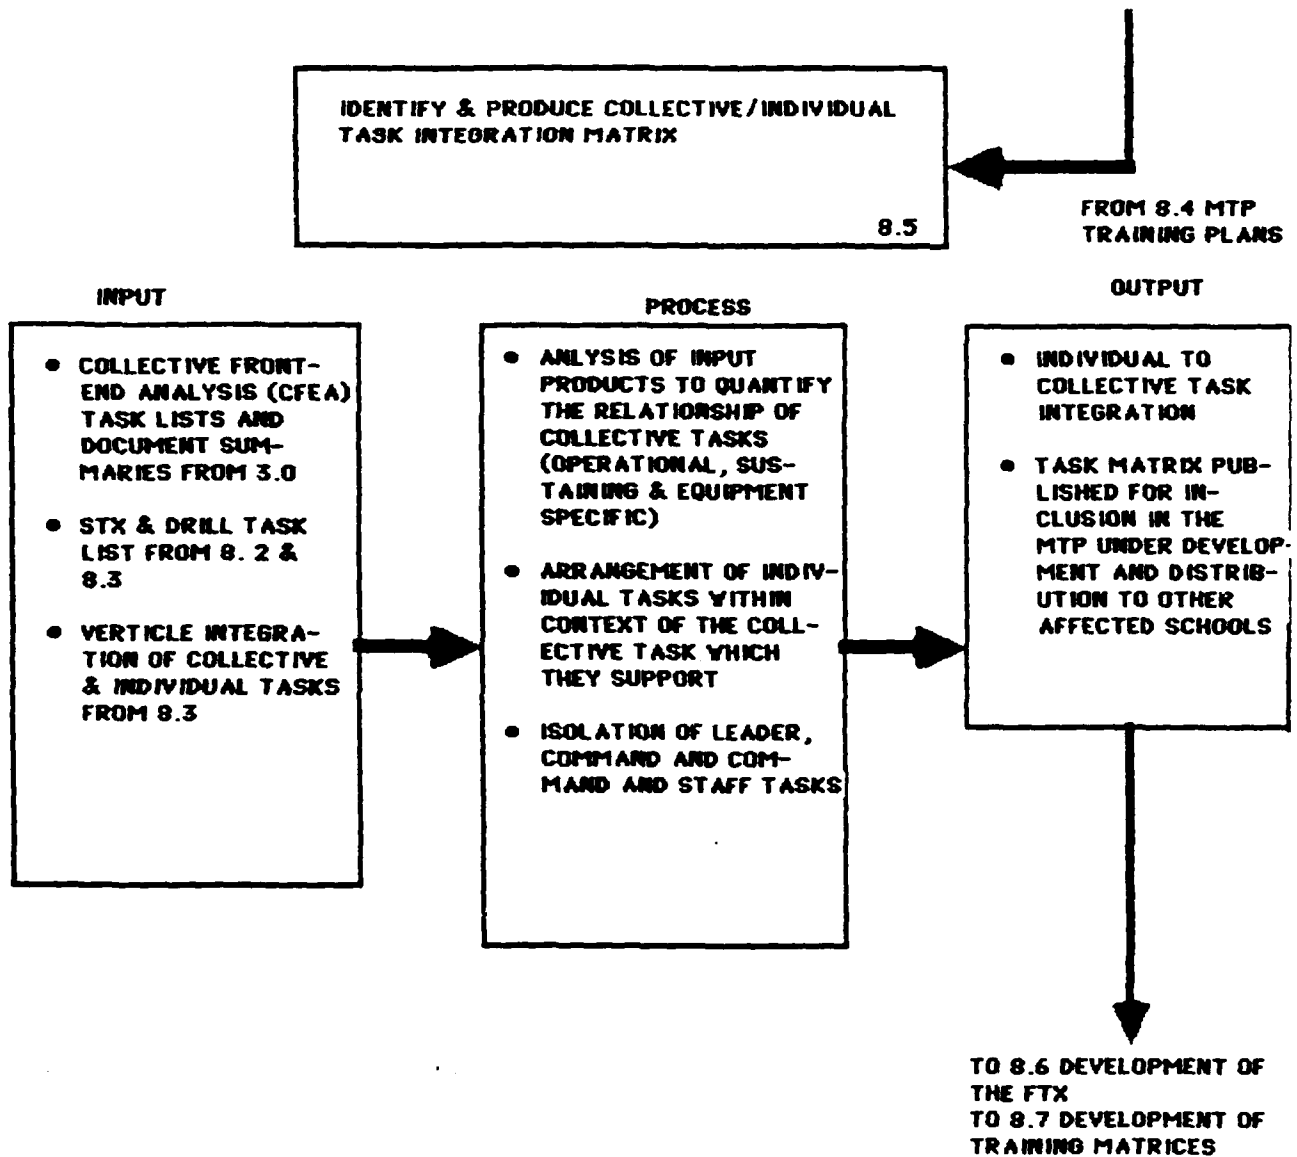 IDENTIFY & PRODUCE COLLECTIVE/INDIVIDUAL
TASK INTEGRATION MATRIX
8.5
FROM 8.4 MTP
TRAINING PLANS
INPUT
● COLLECTIVE FRONT-
END ANALYSIS (CFEA)
TASK LISTS AND
DOCUMENT SUM-
MARIES FROM 3.0
● STX & DRILL TASK
LIST FROM 8. 2 &
8.3
● VERTICLE INTEGRA-
TION OF COLLECTIVE
& INDIVIDUAL TASKS
FROM 8.3
PROCESS
● ANLYSIS OF INPUT
PRODUCTS TO QUANTIFY
THE RELATIONSHIP OF
COLLECTIVE TASKS
(OPERATIONAL, SUS-
TAINING & EQUIPMENT
SPECIFIC)
● ARRANGEMENT OF INDIV-
IDUAL TASKS WITHIN
CONTEXT OF THE COLL-
ECTIVE TASK WHICH
THEY SUPPORT
● ISOLATION OF LEADER,
COMMAND AND COM-
MAND AND STAFF TASKS
OUTPUT
● INDIVIDUAL TO
COLLECTIVE TASK
INTEGRATION
● TASK MATRIX PUB-
LISHED FOR IN-
CLUSION IN THE
MTP UNDER DEVELOP-
MENT AND DISTRIB-
UTION TO OTHER
AFFECTED SCHOOLS
TO 8.6 DEVELOPMENT OF
THE FTX
TO 8.7 DEVELOPMENT OF
TRAINING MATRICES